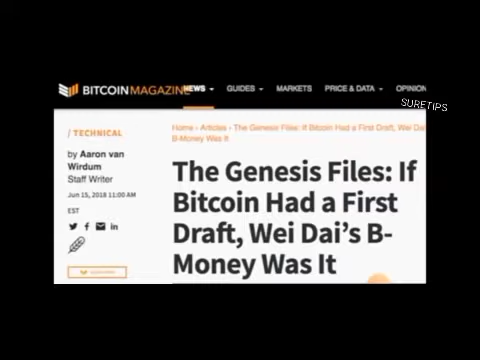 BITCOIN MAGAZINE
NEWS GUIDES MARKETS PRICE & DATA OPINION
SURETIPS
/ TECHNICAL
by Aaron van
Wirdum
Staff Writer
Jun 15, 2018 11:00 AM
EST
Home › Articles › The Genesis Files: If Bitcoin Had a First Draft, Wei Dai
B-Money Was It
The Genesis Files: If
Bitcoin Had a First
Draft, Wei Dai's B-
Money Was It